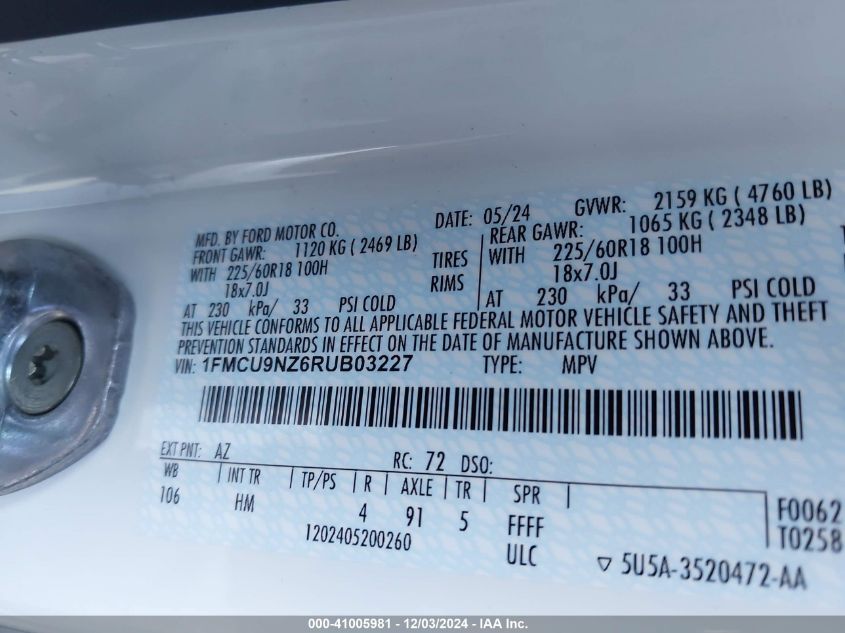 MFD. BY FORD MOTOR CO. DATE: 05/24 GVWR: 2159 KG ( 4760 LB)
FRONT GAWR: 1120 KG ( 2469 LB) REAR GAWR: 1065 KG ( 2348 LB)
WITH 225/60R18 100H TIRES WITH 225/60R18 100H
18x7.0J RIMS 18x7.0J
AT 230 kPa/ 33 PSI COLD AT 230 kPa/ 33 PSI COLD
THIS VEHICLE CONFORMS TO ALL APPLICABLE FEDERAL MOTOR VEHICLE SAFETY AND THEFT
PREVENTION STANDARDS IN EFFECT ON THE DATE OF MANUFACTURE SHOWN ABOVE.
VIN: 1FMCU9NZ6RUB03227 TYPE: MPV
EXT PNT: AZ RC: 72 DSO:
WB INT TR TP/PS R AXLE TR SPR
106 HM 4 91 5 FFFF F0062
1202405200260 ULC T0258
5U5A-3520472-AA
000-41005981 - 12/03/2024 - IAA Inc.